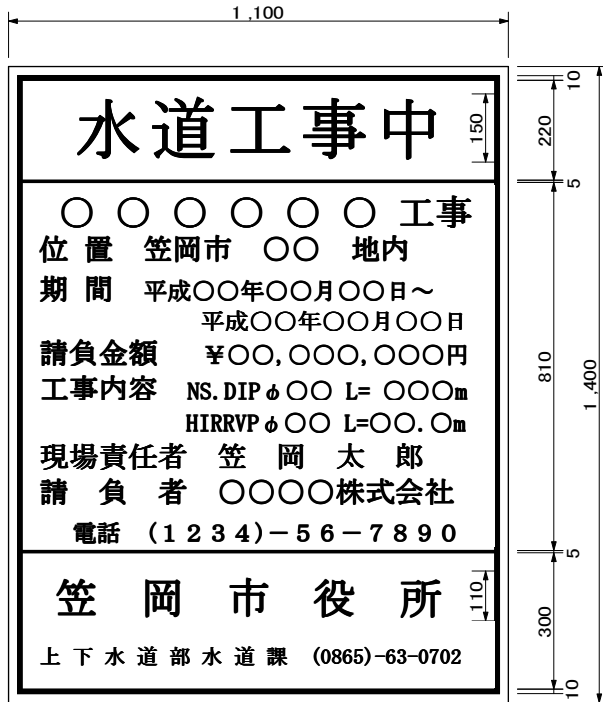 1,100
水道工事中
150
10
220
5
○○○○○○工事
位置 笠岡市 ○○ 地内
期間 平成○○年○○月○○日～
平成○○年○○月○○日
請負金額 ¥○○,○○○,○○○円
工事内容 NS.DIPφ○○ L= ○○○m
HIRRVPφ○○ L=○○.○m
現場責任者 笠岡太郎
請負者 ○○○○株式会社
電話 (1234)-56-7890
810
1,400
5
笠岡市役所
110
300
上下水道部水道課 (0865)-63-0702
10